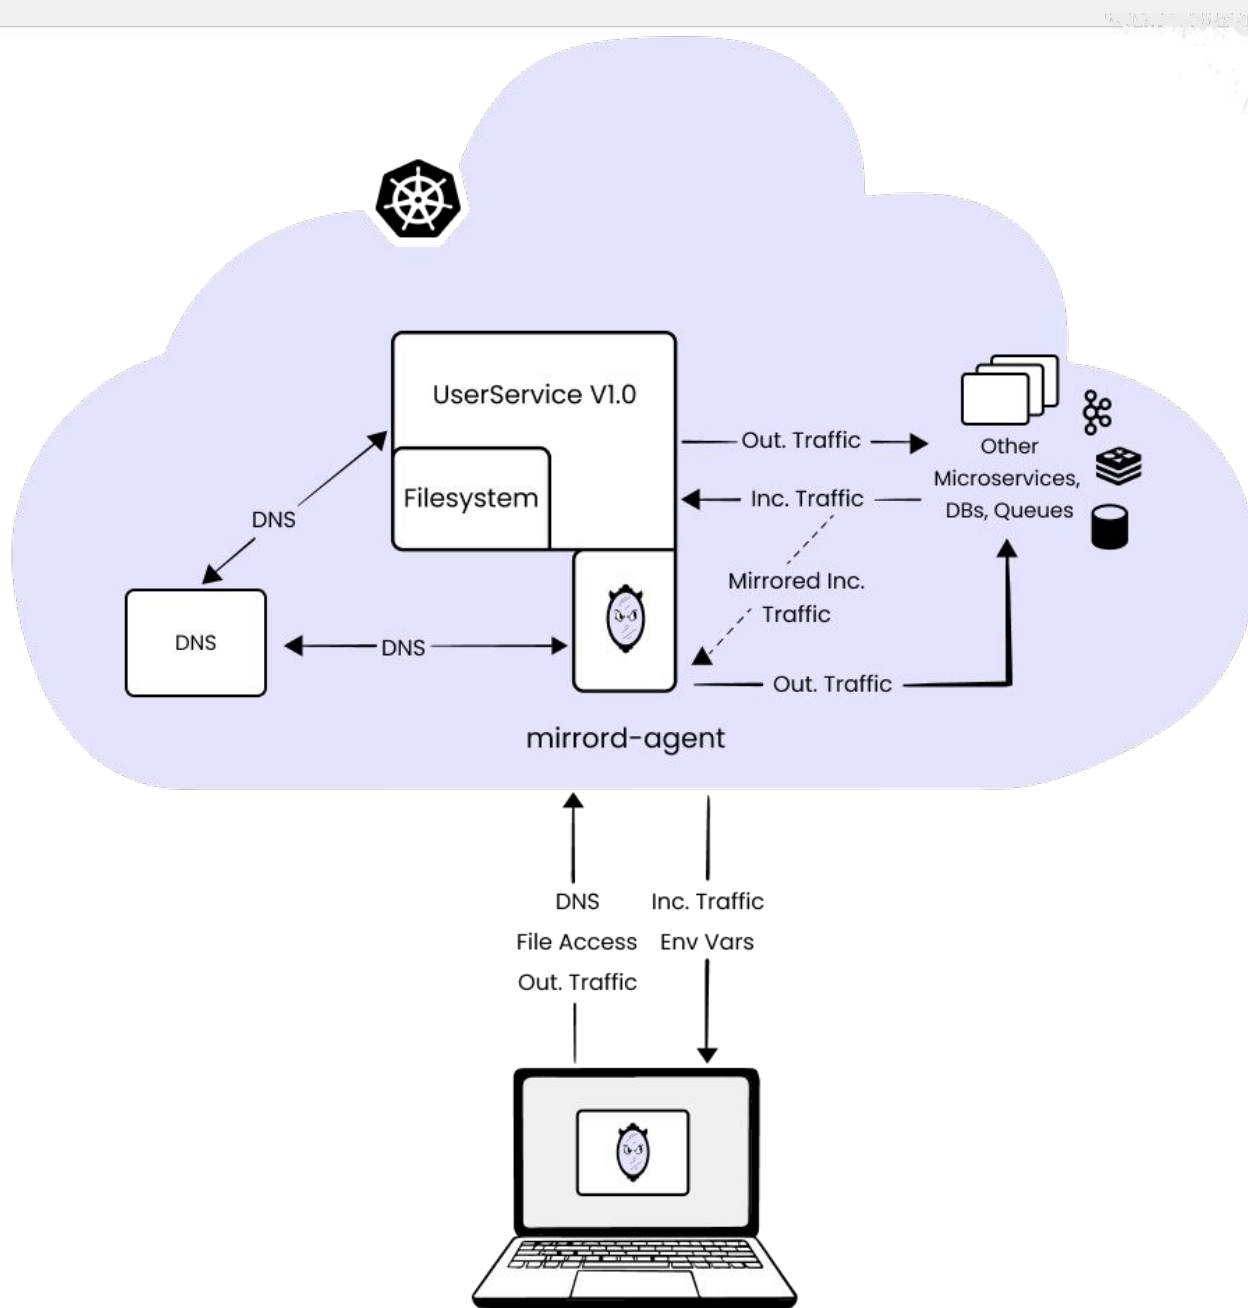 UserService V1.0
Out. Traffic
Other
Microservices,
DBs, Queues
Filesystem
Inc. Traffic
DNS
Mirrored Inc.
Traffic
DNS
DNS
Out. Traffic
mirrord-agent
DNS
File Access
Out. Traffic
Inc. Traffic
Env Vars